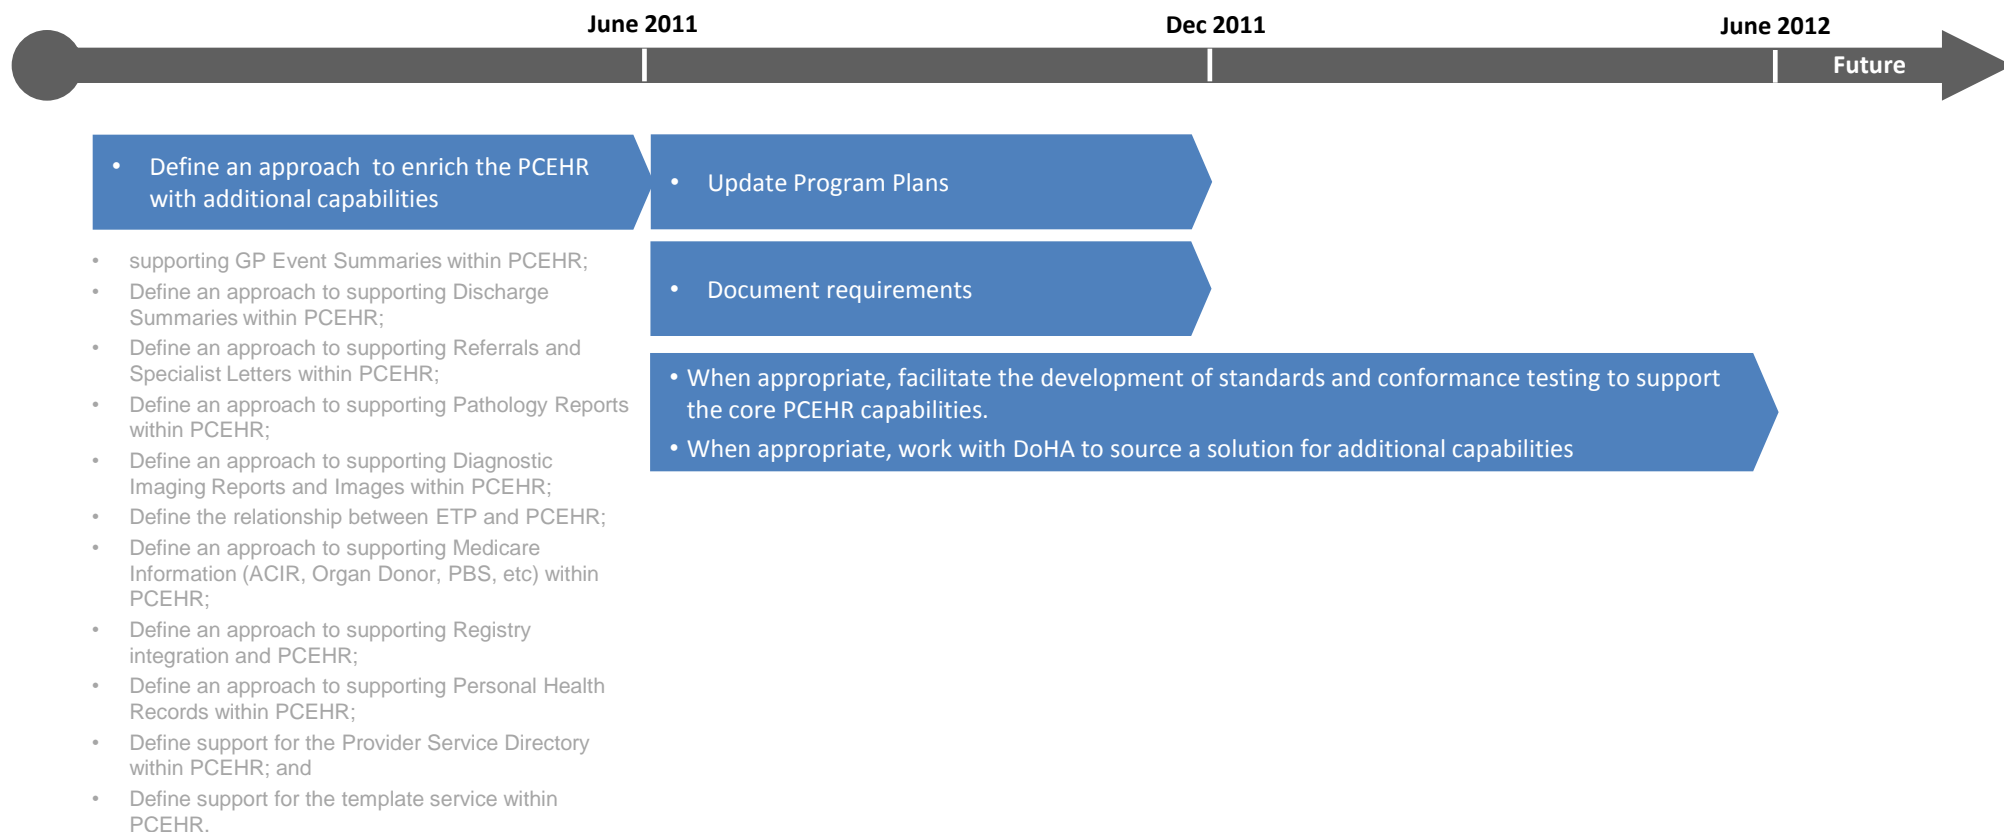 June 2011
Dec 2011
June 2012
Future
• Define an approach to enrich the PCEHR
with additional capabilities
• Update Program Plans
• supporting GP Event Summaries within PCEHR;
• Define an approach to supporting Discharge
Summaries within PCEHR;
• Define an approach to supporting Referrals and
Specialist Letters within PCEHR;
• Define an approach to supporting Pathology Reports
within PCEHR;
• Define an approach to supporting Diagnostic
Imaging Reports and Images within PCEHR;
• Define the relationship between ETP and PCEHR;
• Define an approach to supporting Medicare
Information (ACIR, Organ Donor, PBS, etc) within
PCEHR;
• Define an approach to supporting Registry
integration and PCEHR;
• Define an approach to supporting Personal Health
Records within PCEHR;
• Define support for the Provider Service Directory
within PCEHR; and
• Define support for the template service within
PCEHR.
• Document requirements
• When appropriate, facilitate the development of standards and conformance testing to support
the core PCEHR capabilities.
• When appropriate, work with DoHA to source a solution for additional capabilities